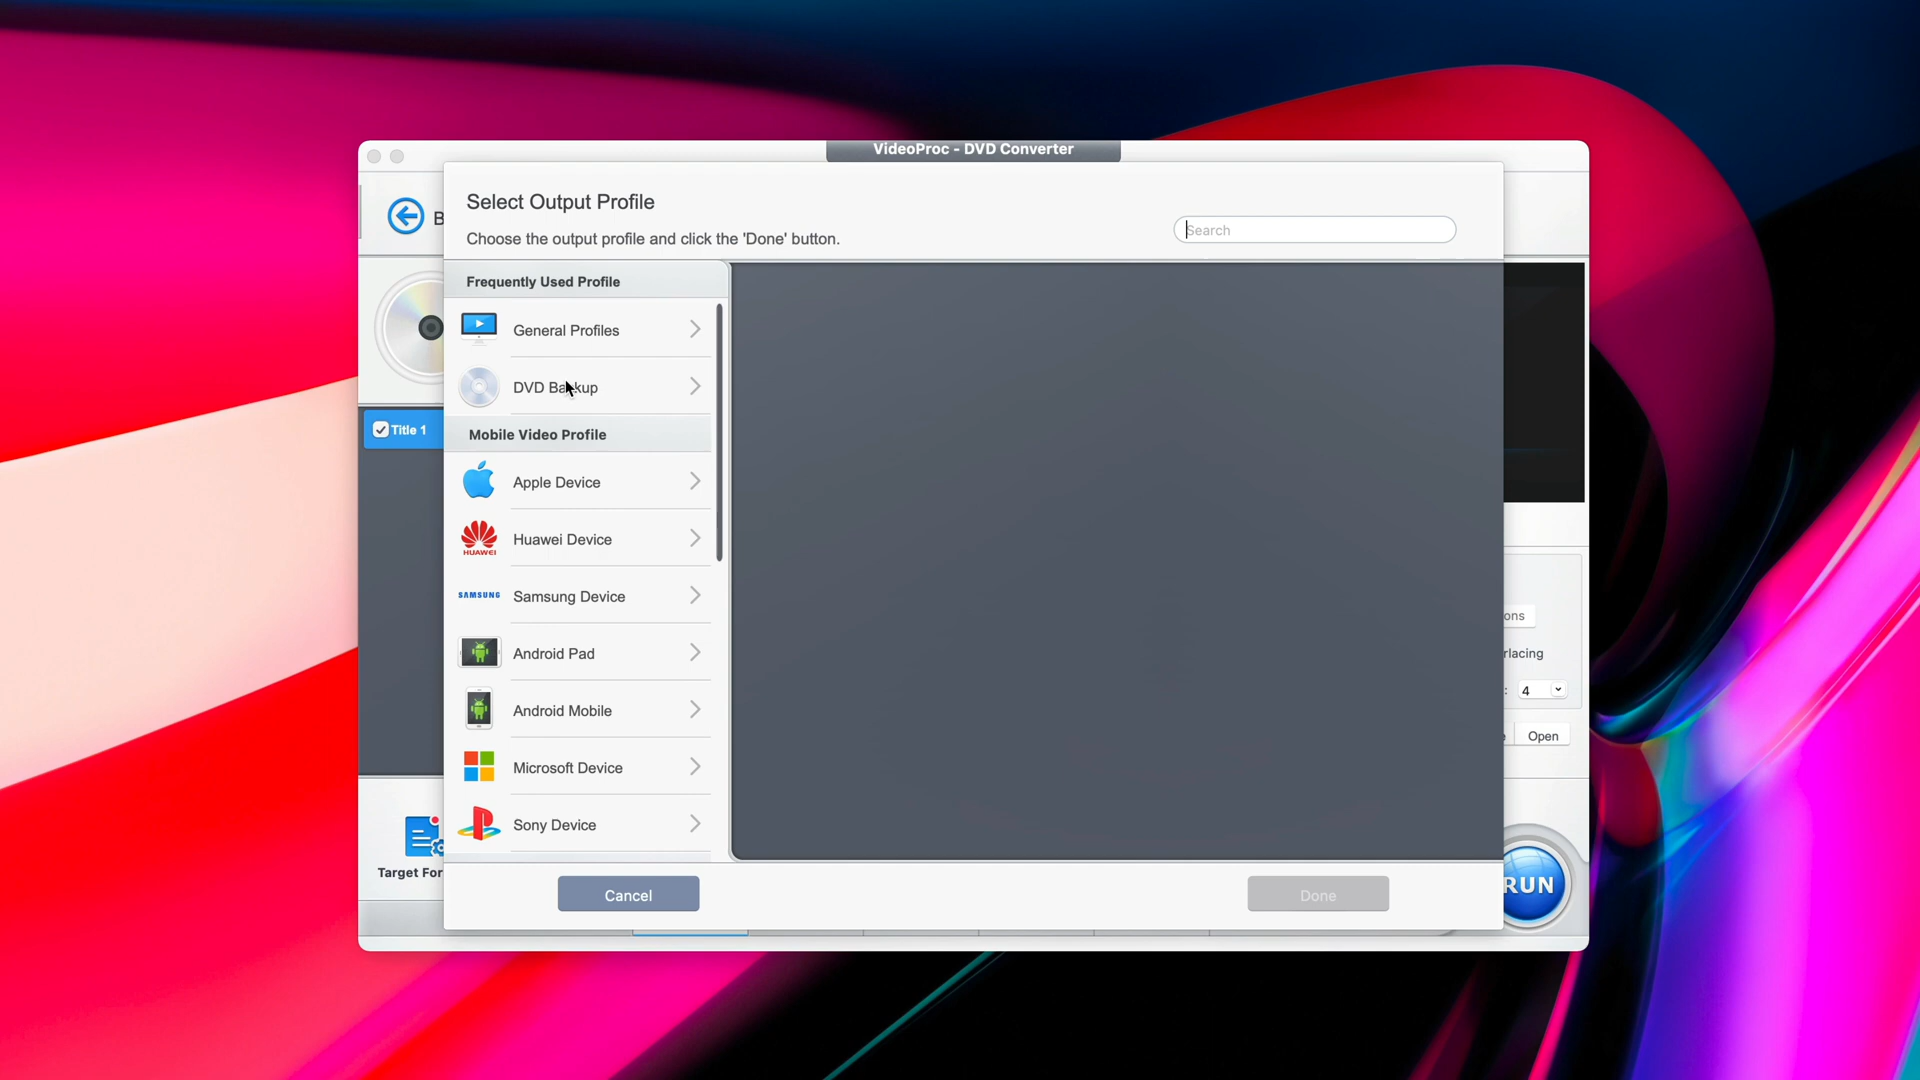 VideoProc - DVD Converter
Select Output Profile
Choose the output profile and click the 'Done' button.
Search
B
Frequently Used Profile
General Profiles
DVD Backup
Mobile Video Profile
Apple Device
HUAWEI
Huawei Device
SAMSUNG
Samsung Device
Android Pad
Android Mobile
Microsoft Device
Sony Device
Title 1
ons
rlacing
: 4
Open
Target For
RUN
Cancel
Done